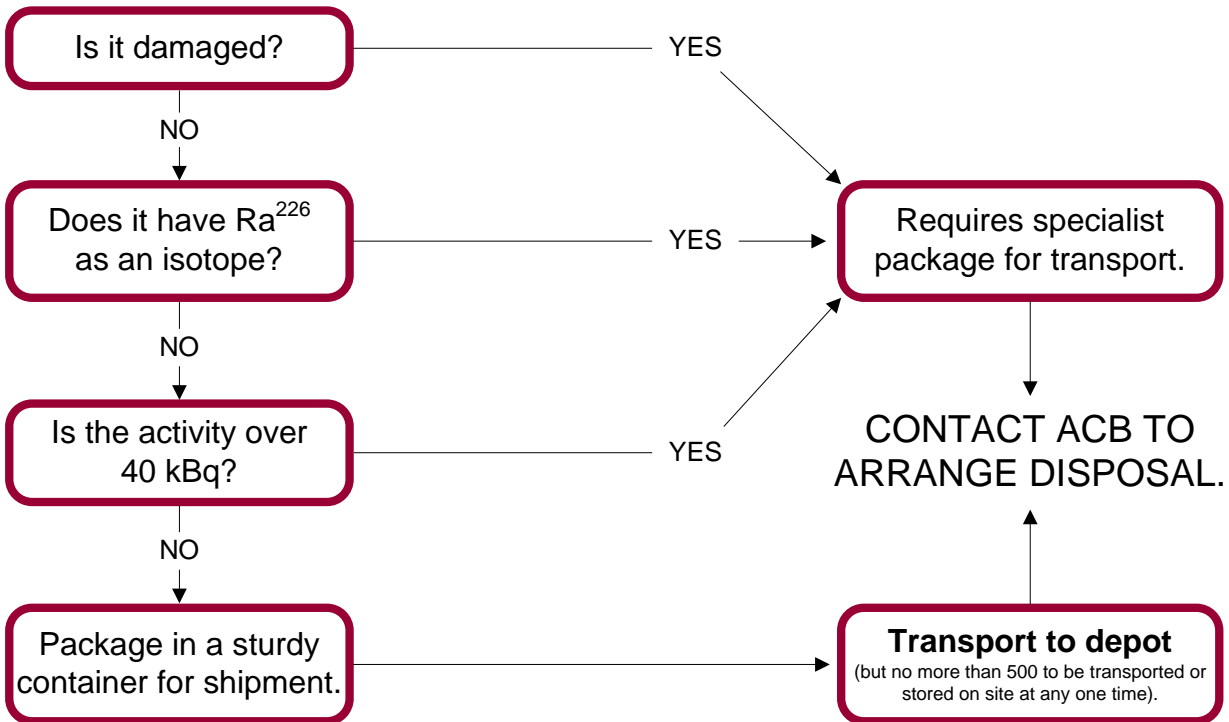 Is it damaged?
YES
NO
Does it have Ra226
as an isotope?
YES
Requires specialist
package for transport.
NO
Is the activity over
40 kBq?
YES
CONTACT ACB TO
ARRANGE DISPOSAL.
NO
Package in a sturdy
container for shipment.
Transport to depot
(but no more than 500 to be transported or
stored on site at any one time).